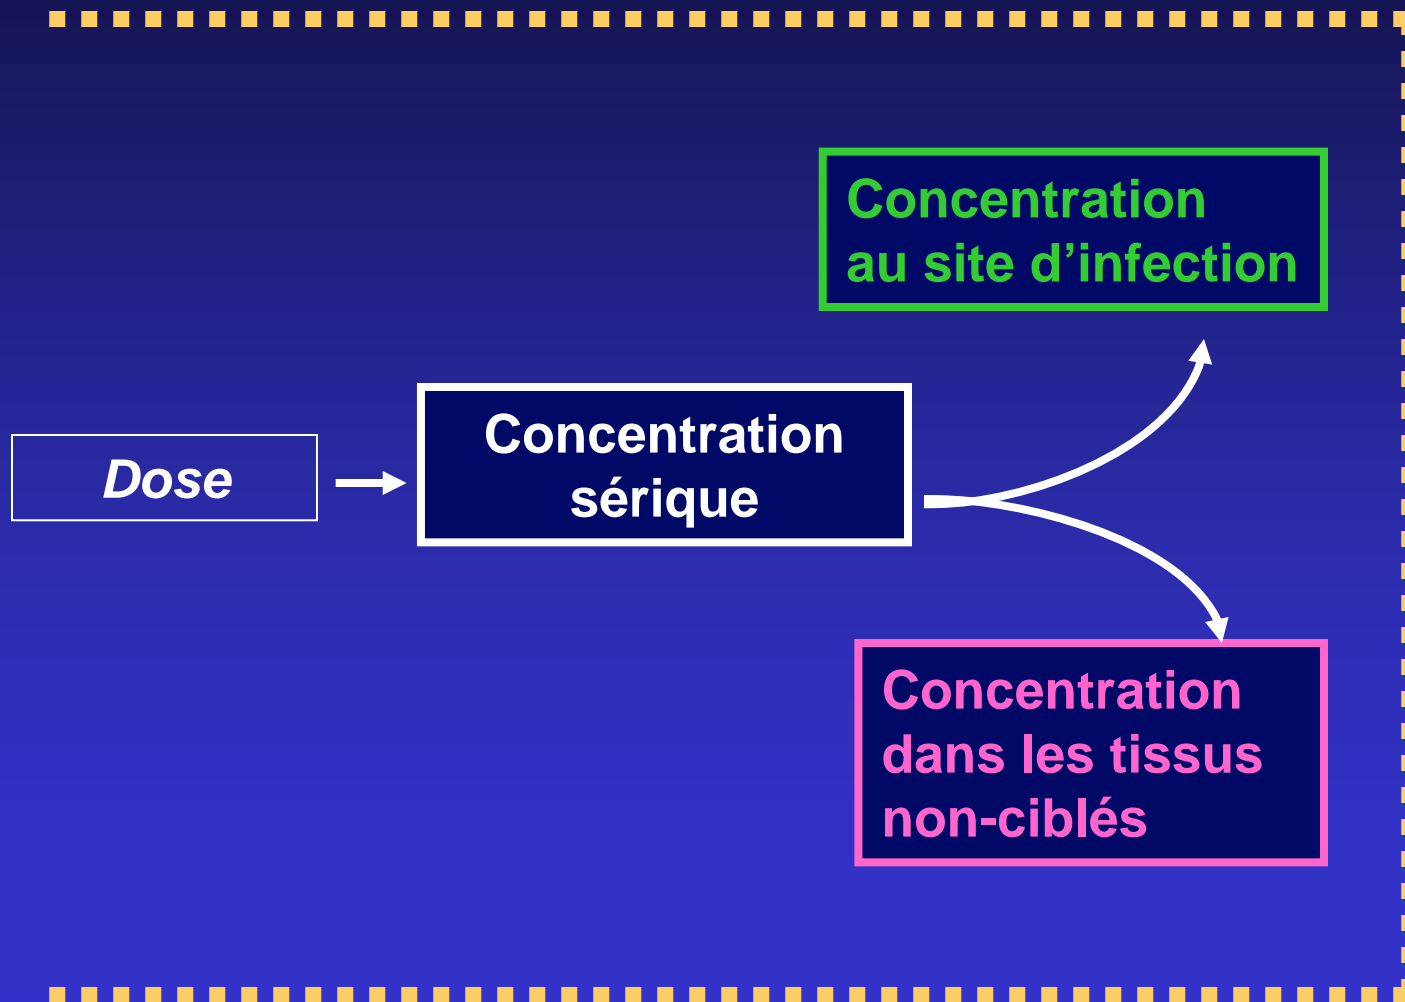 Dose
Concentration
sérique
Concentration
au site d’infection
Concentration
dans les tissus
non-ciblés